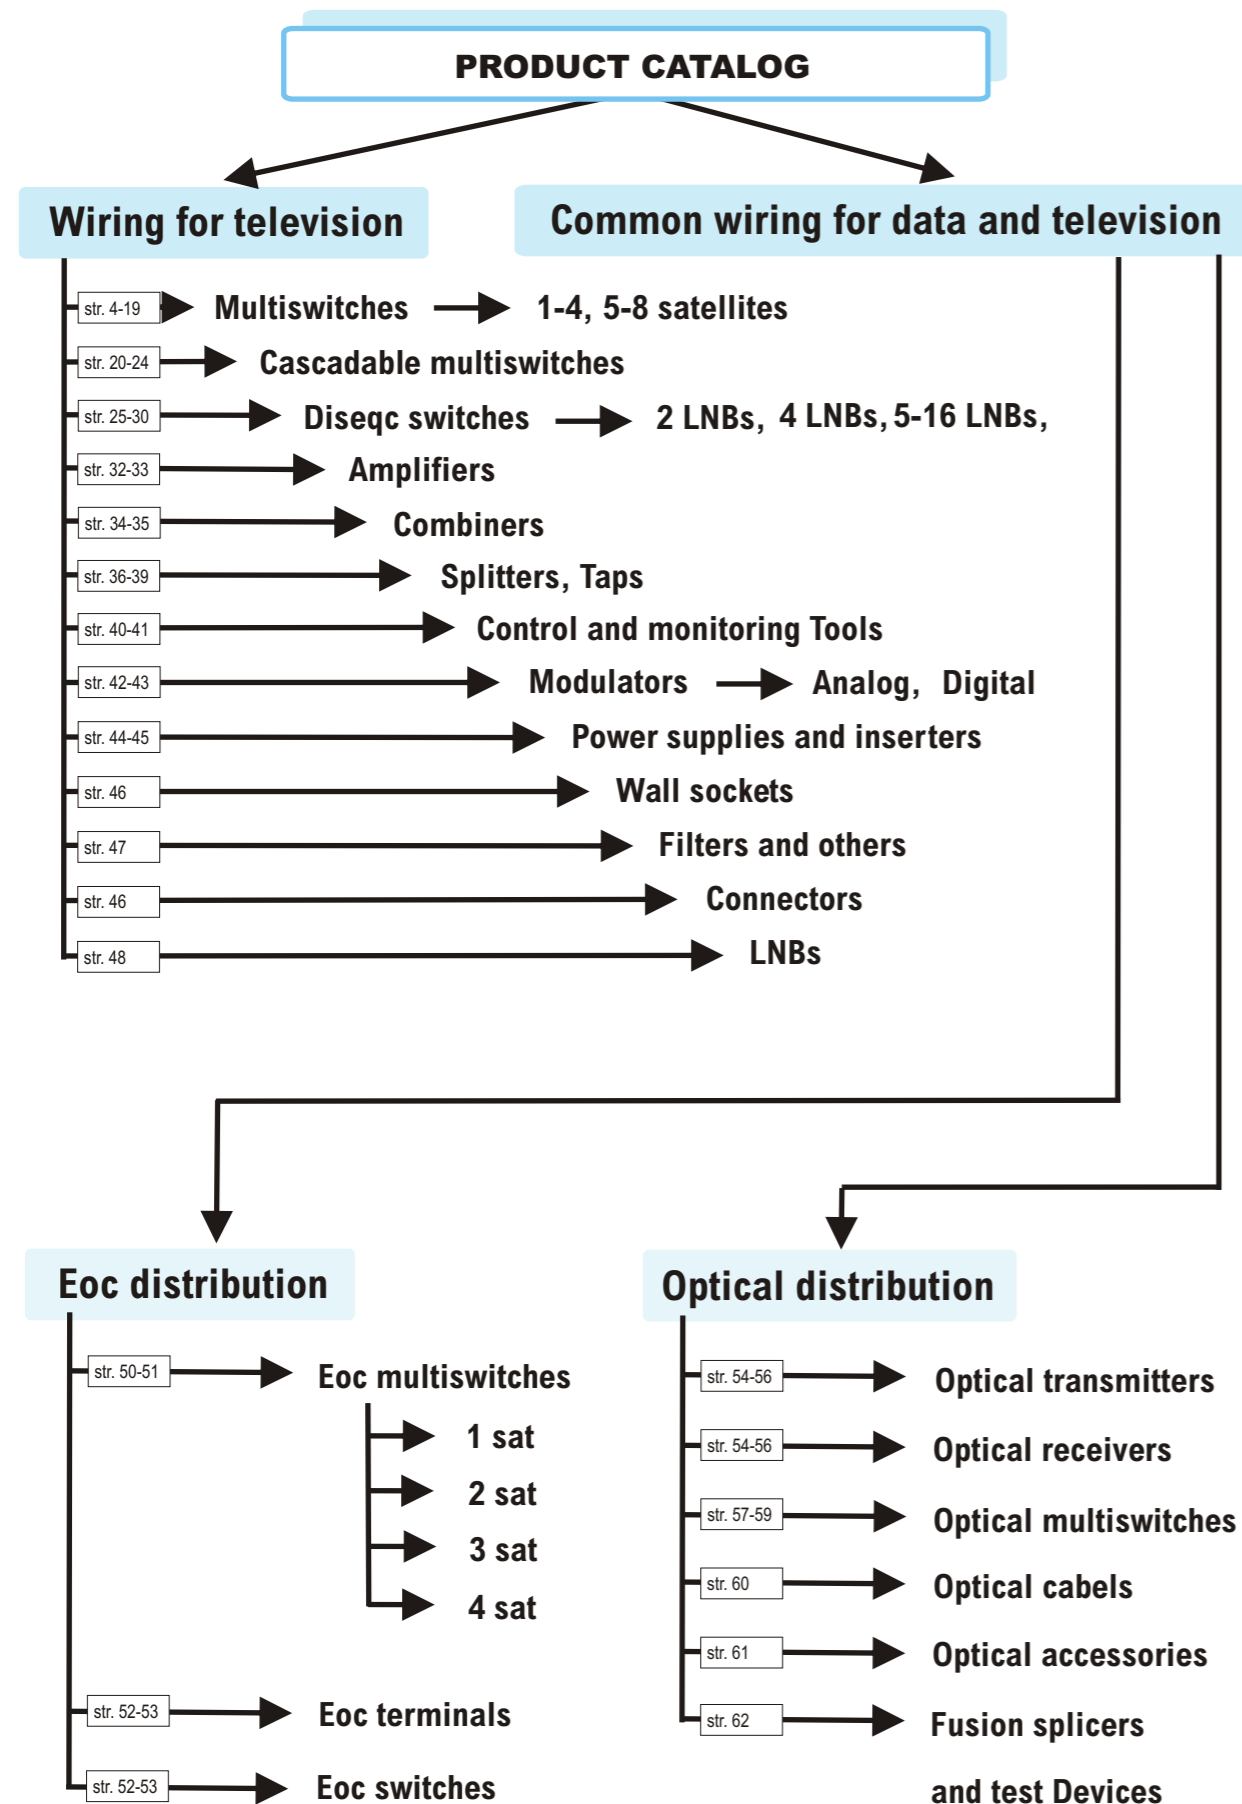 PRODUCT CATALOG
Wiring for television
Common wiring for data and television
str. 4-19 Multiswitches 1-4, 5-8 satellites
str. 20-24 Cascadable multiswitches
str. 25-30 Diseqc switches 2 LNBs, 4 LNBs, 5-16 LNBs,
str. 32-33 Amplifiers
str. 34-35 Combiners
str. 36-39 Splitters, Taps
str. 40-41 Control and monitoring Tools
str. 42-43 Modulators Analog, Digital
str. 44-45 Power supplies and inserters
str. 46 Wall sockets
str. 47 Filters and others
str. 46 Connectors
str. 48 LNBs
Eoc distribution
str. 50-51 Eoc multiswitches
1 sat
2 sat
3 sat
4 sat
str. 52-53 Eoc terminals
str. 52-53 Eoc switches
Optical distribution
str. 54-56 Optical transmitters
str. 54-56 Optical receivers
str. 57-59 Optical multiswitches
str. 60 Optical cabels
str. 61 Optical accessories
str. 62 Fusion splicers
and test Devices